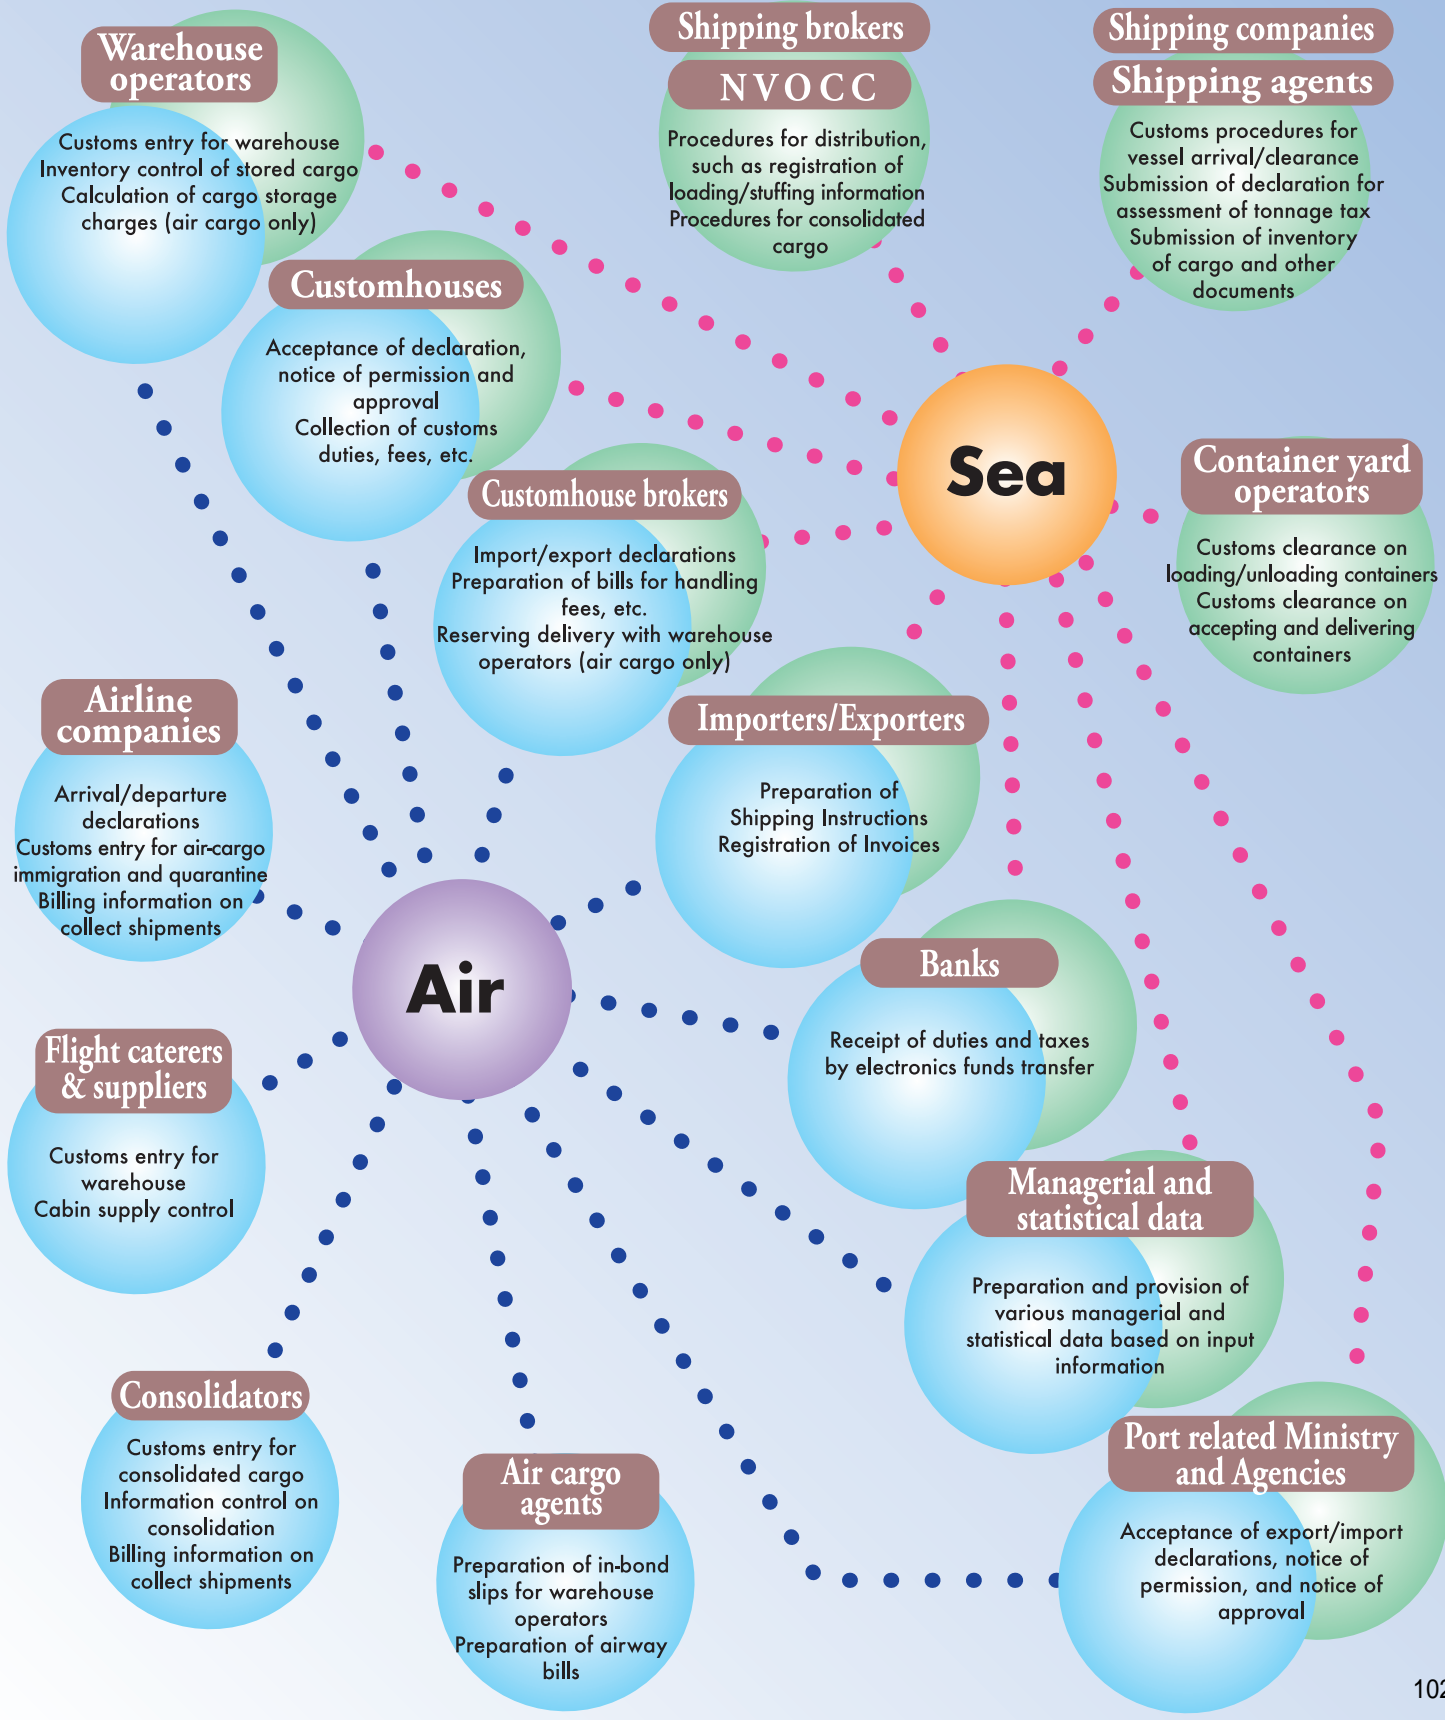 Warehouse
operators
Customs entry for warehouse
Inventory control of stored cargo
Calculation of cargo storage
charges (air cargo only)
Shipping brokers
NVOCC
Procedures for distribution,
such as registration of
loading/stuffing information
Procedures for consolidated
cargo
Shipping companies
Shipping agents
Customs procedures for
vessel arrival/clearance
Submission of declaration for
assessment of tonnage tax
Submission of inventory
of cargo and other
documents
Customhouses
Acceptance of declaration,
notice of permission and
approval
Collection of customs
duties, fees, etc.
Sea
Customhouse brokers
Import/export declarations
Preparation of bills for handling
fees, etc.
Reserving delivery with warehouse
operators (air cargo only)
Container yard
operators
Customs clearance on
loading/unloading containers
Customs clearance on
accepting and delivering
containers
Airline
companies
Arrival/departure
declarations
Customs entry for air-cargo
immigration and quarantine
Billing information on
collect shipments
Importers/Exporters
Preparation of
Shipping Instructions
Registration of Invoices
Air
Banks
Receipt of duties and taxes
by electronics funds transfer
Flight caterers
& suppliers
Customs entry for
warehouse
Cabin supply control
Managerial and
statistical data
Preparation and provision of
various managerial and
statistical data based on input
information
Consolidators
Customs entry for
consolidated cargo
Information control on
consolidation
Billing information on
collect shipments
Air cargo
agents
Preparation of in-bond
slips for warehouse
operators
Preparation of airway
bills
Port related Ministry
and Agencies
Acceptance of export/import
declarations, notice of
permission, and notice of
approval
102